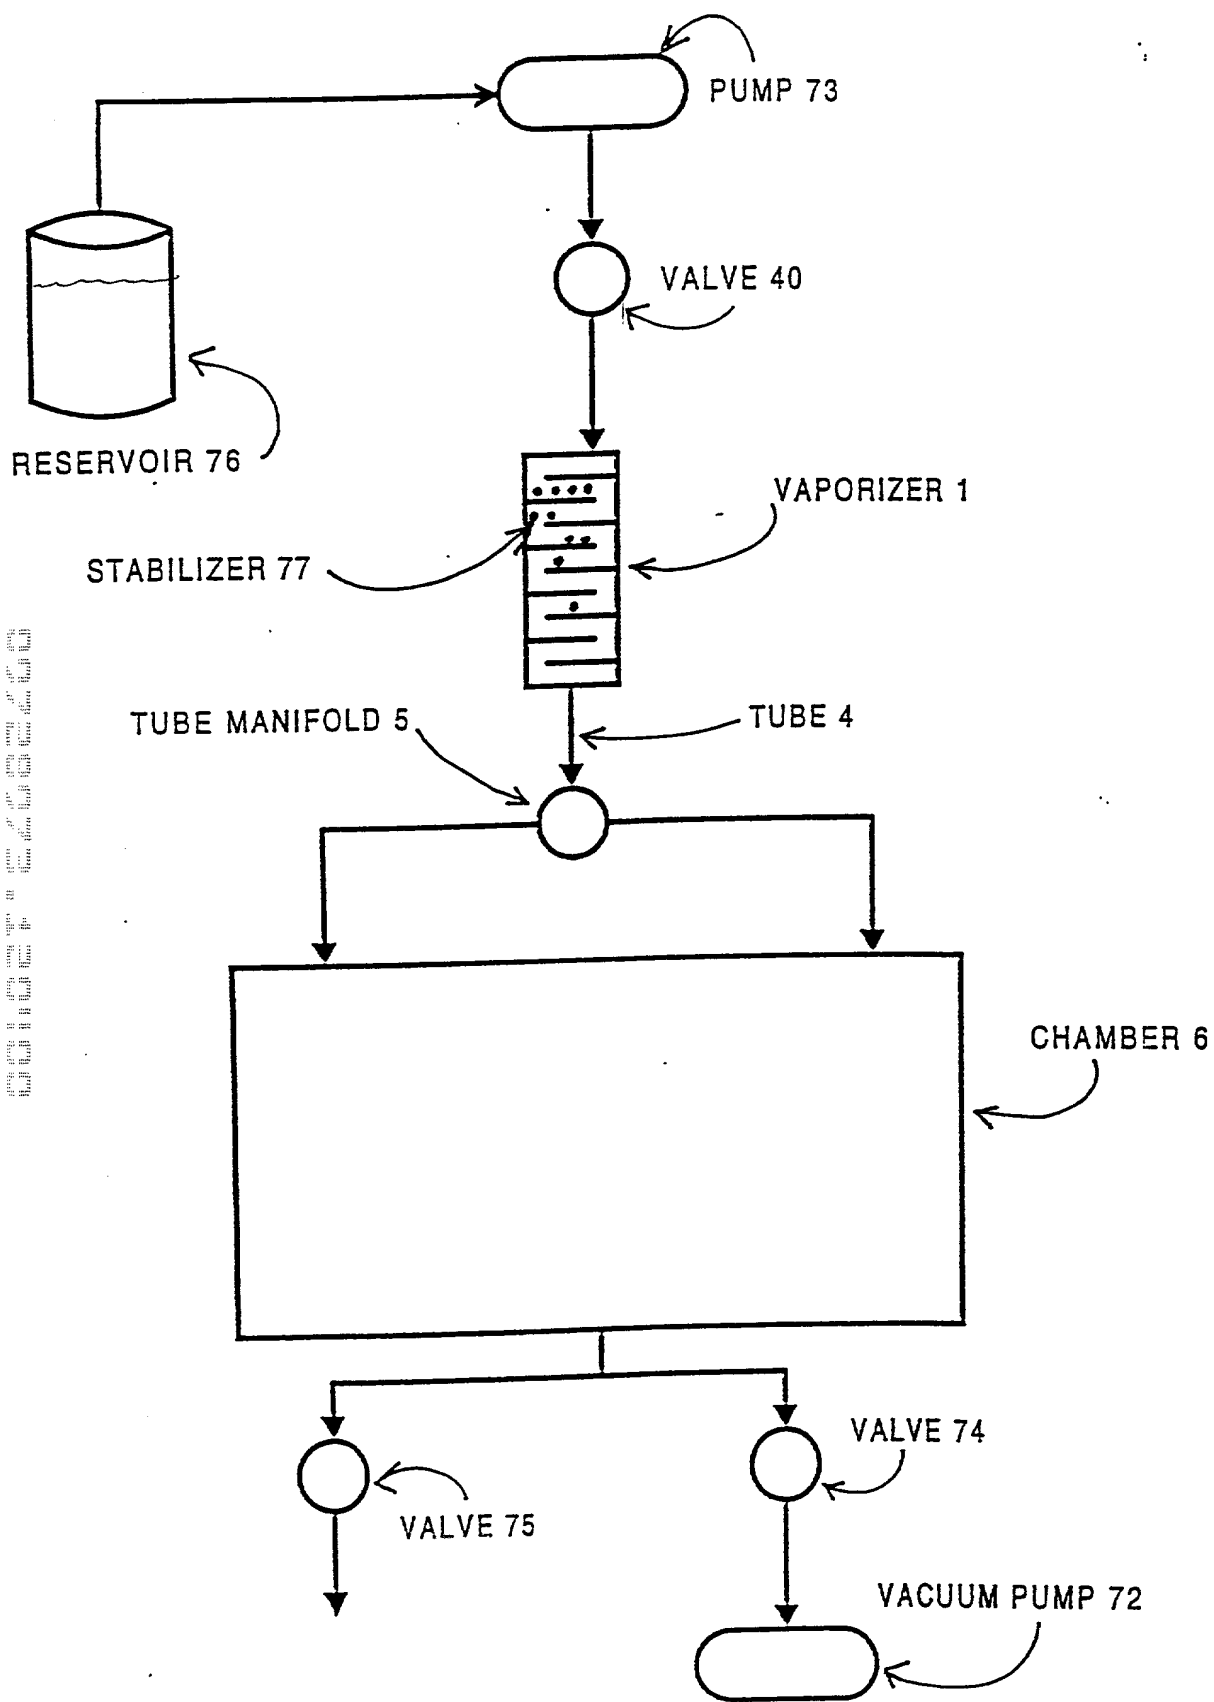 PUMP 73
VALVE 40
RESERVOIR 76
VAPORIZER 1
STABILIZER 77
TUBE MANIFOLD 5
TUBE 4
CHAMBER 6
VALVE 74
VALVE 75
VACUUM PUMP 72